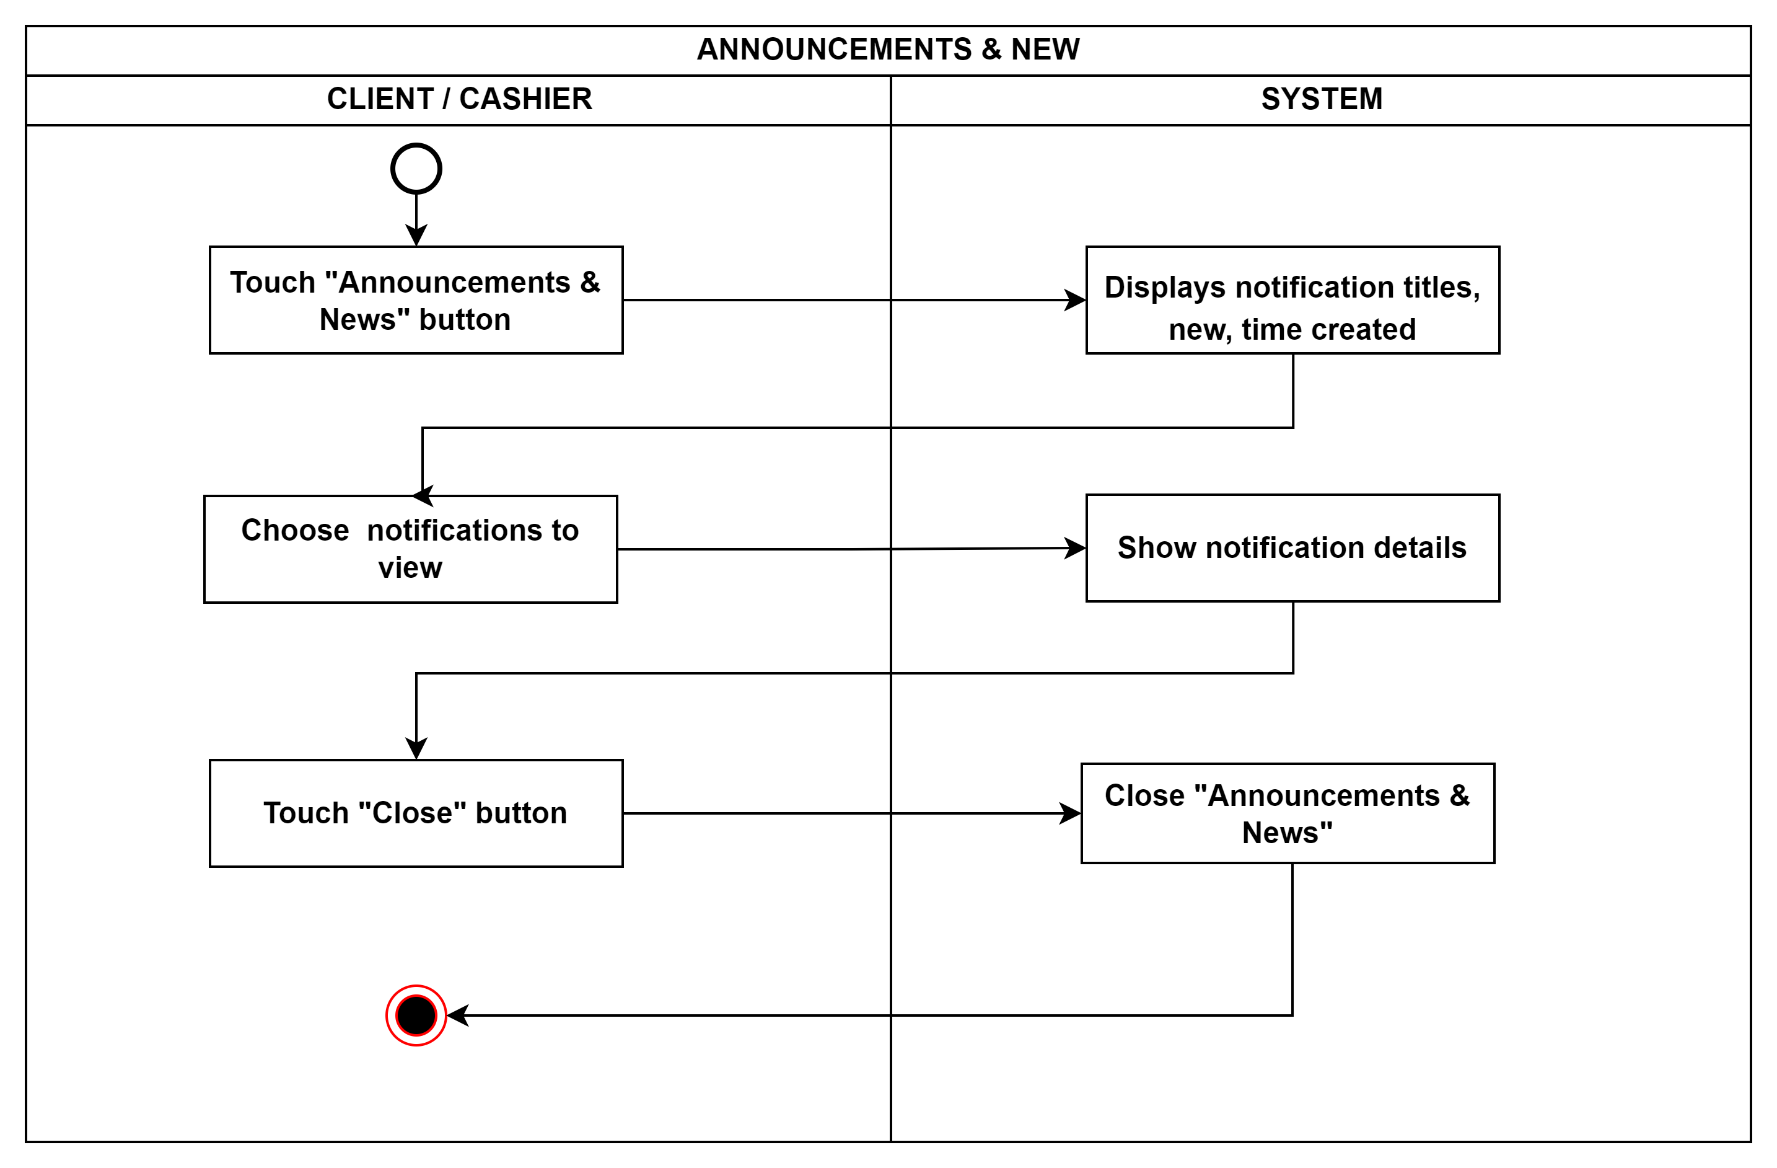 ANNOUNCEMENTS & NEW
CLIENT / CASHIER
SYSTEM
Touch "Announcements &
News" button
Displays notification titles,
new, time created
Choose  notifications to
view
Show notification details
Touch "Close" button
Close "Announcements &
News"